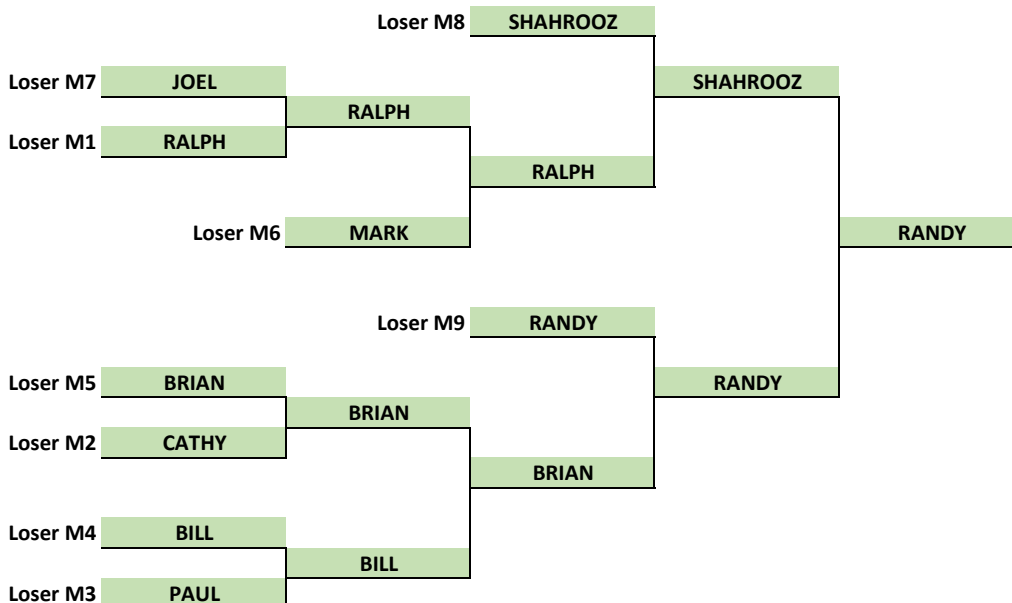 Loser M8 SHAHROOZ
Loser M7 JOEL SHAHROOZ
RALPH
Loser M1 RALPH
RALPH
Loser M6 MARK RANDY
Loser M9 RANDY
Loser M5 BRIAN RANDY
BRIAN
Loser M2 CATHY
BRIAN
Loser M4 BILL
BILL
Loser M3 PAUL